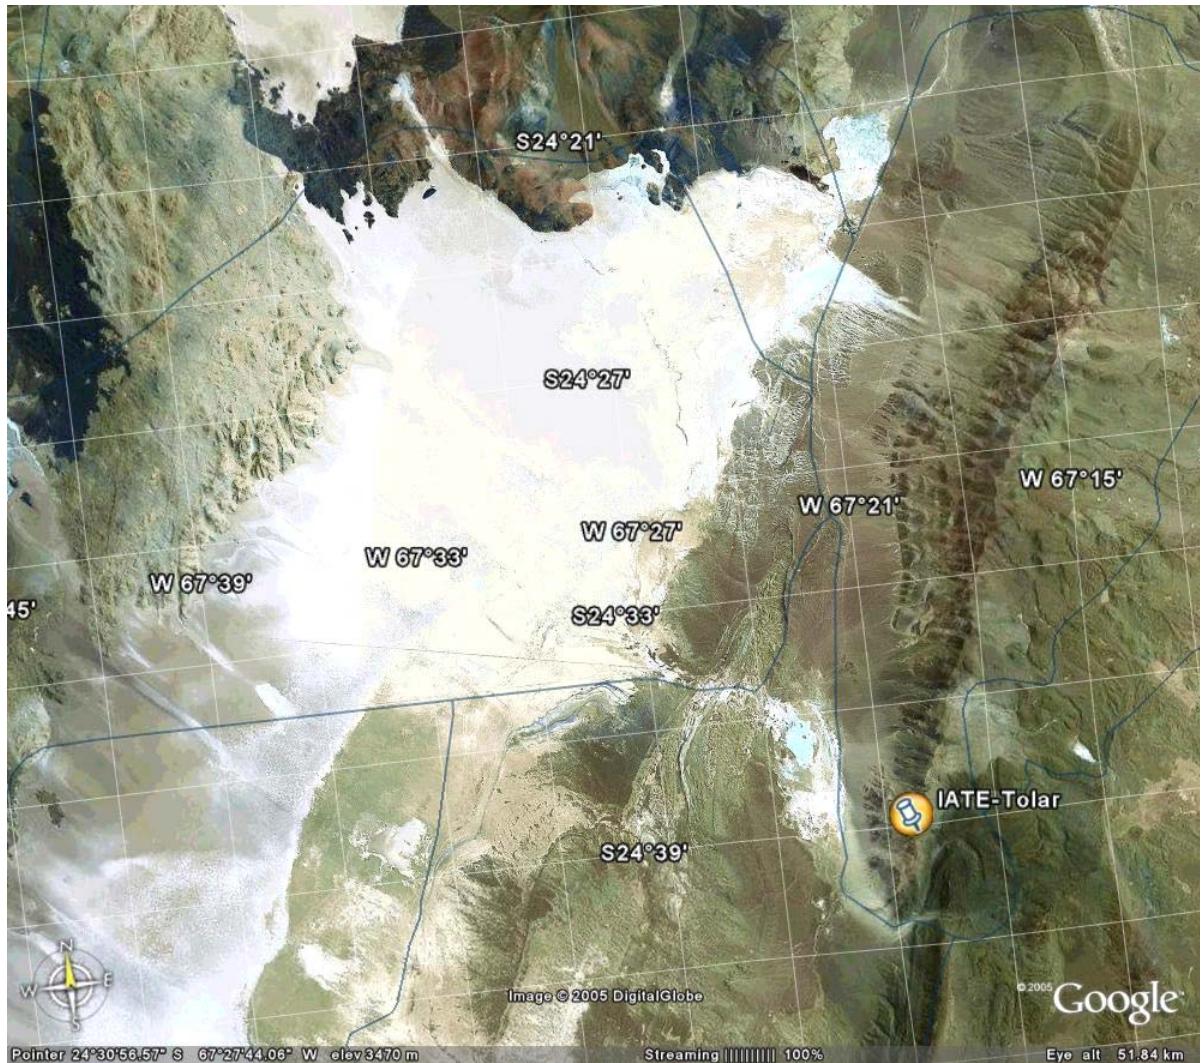 S24°21'
S24°27'
W 67°15'
W 67°21'
W 67°27'
W 67°33'
W 67°39'
45'
S24°33'
IATE-Tolar
S24°39'
N
W E
S
Image © 2005 DigitalGlobe
© 2005 Google™
Pointer 24°30'56.57" S 67°27'44.06" W elev 3470 m Streaming ||||||||| 100% Eye alt 51.84 km